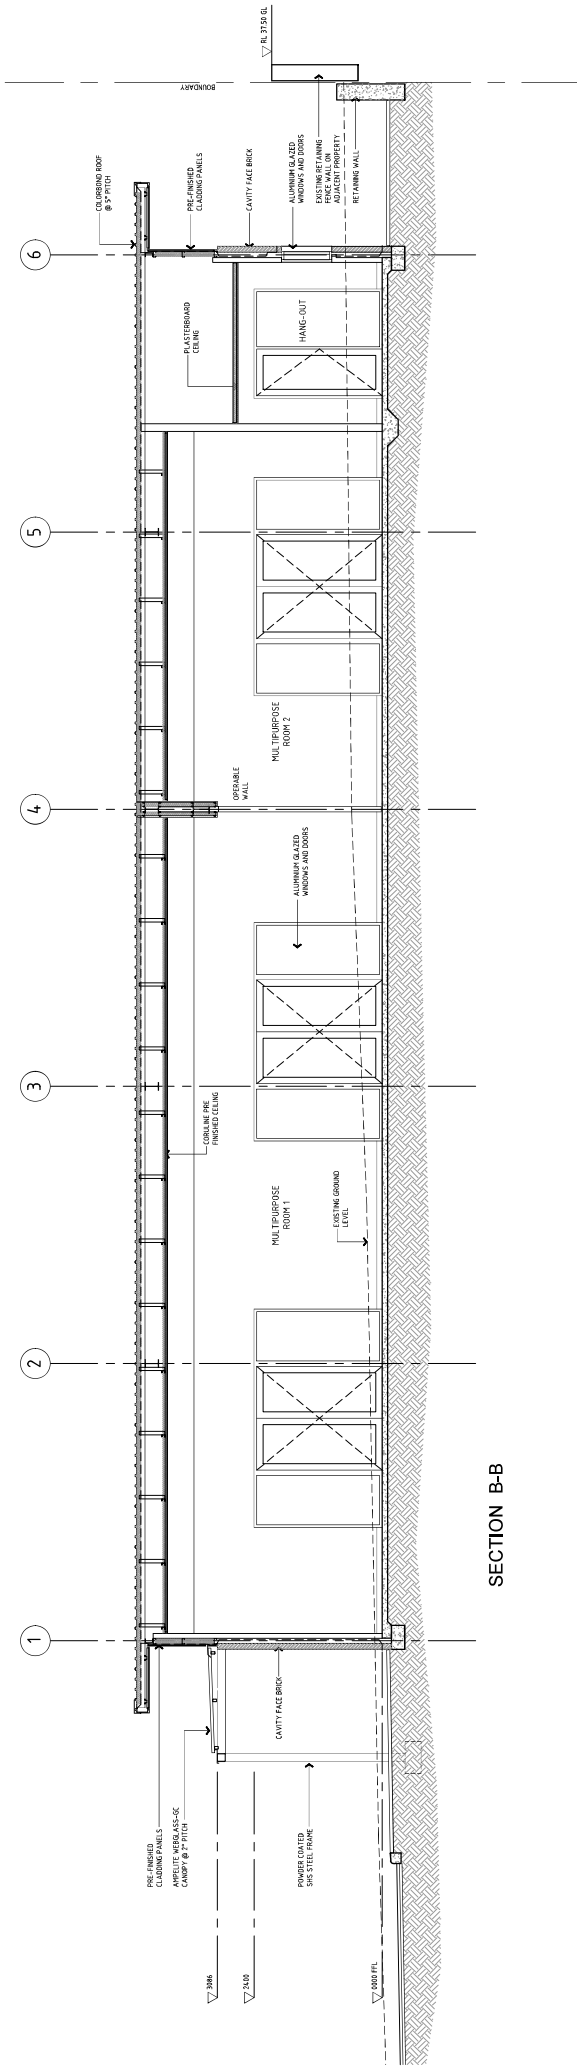 1
2
3
4
5
6
PRE-FINISHED
CLADDING PANELS
AMPELITE WEBGLASS-GC
CANOPY @ 2° PITCH
CAVITY FACE BRICK
POWDER COATED
SHS STEEL FRAME
3086
2400
0000 FFL
MULTIPURPOSE
ROOM 1
CORULINE PRE
FINISHED CEILING
EXISTING GROUND
LEVEL
ALUMINIUM GLAZED
WINDOWS AND DOORS
OPERABLE
WALL
MULTIPURPOSE
ROOM 2
PLASTERBOARD
CEILING
HANG-OUT
COLORBOND ROOF
@ 5° PITCH
PRE-FINISHED
CLADDING PANELS
CAVITY FACE BRICK
ALUMINIUM GLAZED
WINDOWS AND DOORS
EXISTING RETAINING
FENCE WALL ON
ADJACENT PROPERTY
RETAINING WALL
BOUNDARY
RL 37.50 GL
SECTION B-B